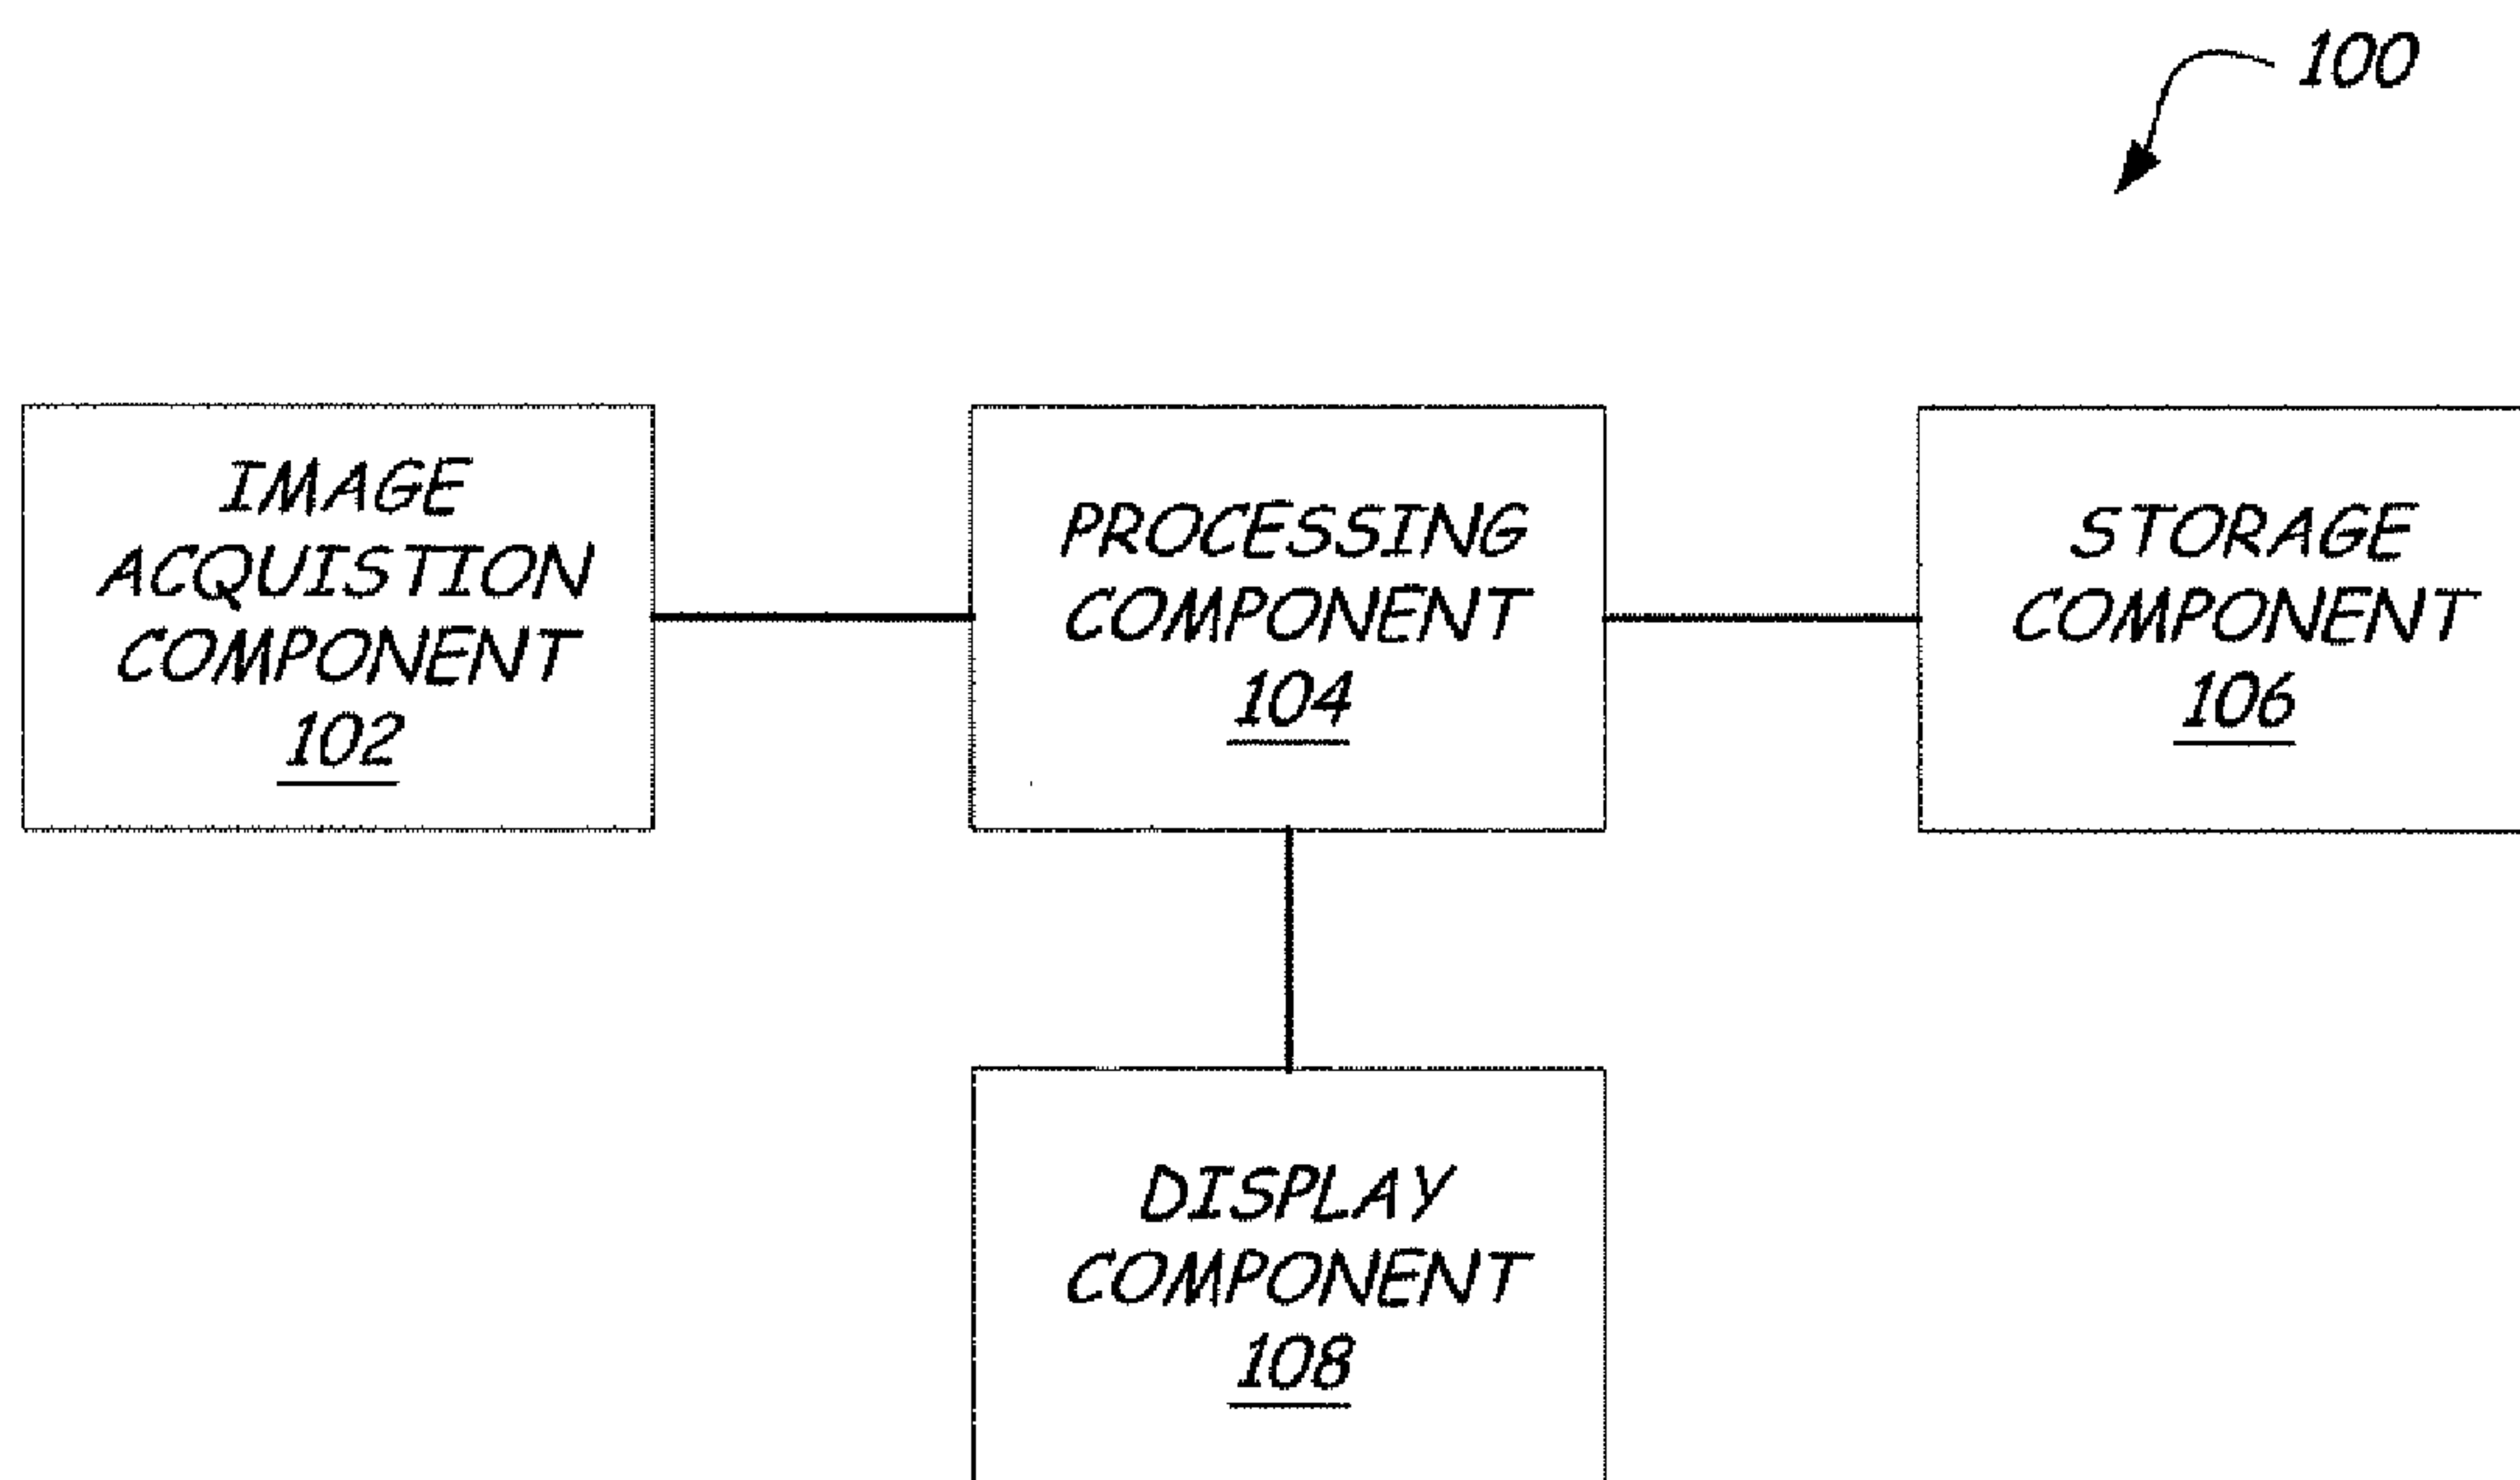 100
IMAGE
ACQUISTION
COMPONENT
102
PROCESSING
COMPONENT
104
STORAGE
COMPONENT
106
DISPLAY
COMPONENT
108